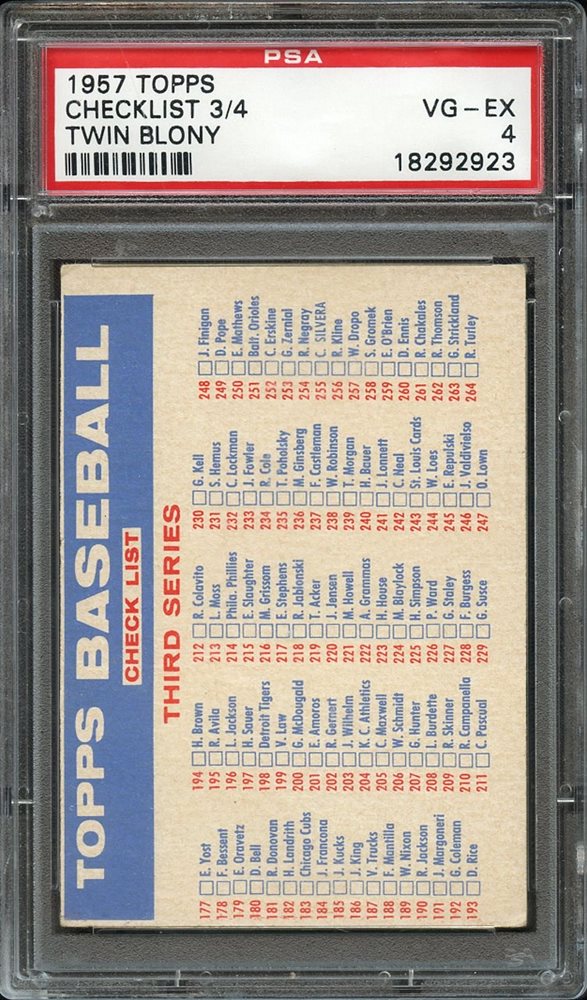 PSA
1957 TOPPS
CHECKLIST 3/4
TWIN BLONY
VG-EX
4
18292923
TOPPS BASEBALL
CHECK LIST
THIRD SERIES
177 E. Yost
178 F. Bessent
179 E. Oravetz
180 D. Bell
181 R. Donovan
182 H. Landrith
183 Chicago Cubs
184 J. Francona
185 J. Kucks
186 J. King
187 V. Trucks
188 F. Mantilla
189 W. Nixon
190 R. Jackson
191 J. Margoneri
192 G. Coleman
193 D. Rice
194 H. Brown
195 R. Avila
196 L. Jackson
197 H. Sauer
198 Detroit Tigers
199 V. Law
200 G. McDougald
201 E. Amoros
202 R. Gernert
203 J. Wilhelm
204 K. C. Athletics
205 C. Maxwell
206 W. Schmidt
207 G. Hunter
208 L. Burdette
209 R. Skinner
210 R. Campanella
211 C. Pascual
212 R. Colavito
213 L. Moss
214 Phila. Phillies
215 E. Slaughter
216 M. Grissom
217 E. Stephens
218 R. Jablonski
219 T. Acker
220 J. Jensen
221 M. Howell
222 A. Grammas
223 H. House
224 M. Blaylock
225 H. Simpson
226 P. Ward
227 G. Staley
228 F. Burgess
229 G. Susce
230 G. Kell
231 S. Hemus
232 C. Lockman
233 J. Fowler
234 R. Cole
235 T. Poholsky
236 M. Ginsberg
237 F. Castleman
238 W. Robinson
239 T. Morgan
240 H. Bauer
241 J. Lonnett
242 C. Neal
243 St. Louis Cards
244 W. Loes
245 E. Repulski
246 J. Valdivielso
247 O. Lown
248 J. Finigan
249 D. Pope
250 E. Mathews
251 Balt. Orioles
252 C. Erskine
253 G. Zernial
254 R. Negray
255 C. SILVERA
256 R. Kline
257 W. Dropo
258 S. Gromek
259 E. O'Brien
260 D. Ennis
261 R. Chakales
262 R. Thomson
263 G. Strickland
264 R. Turley